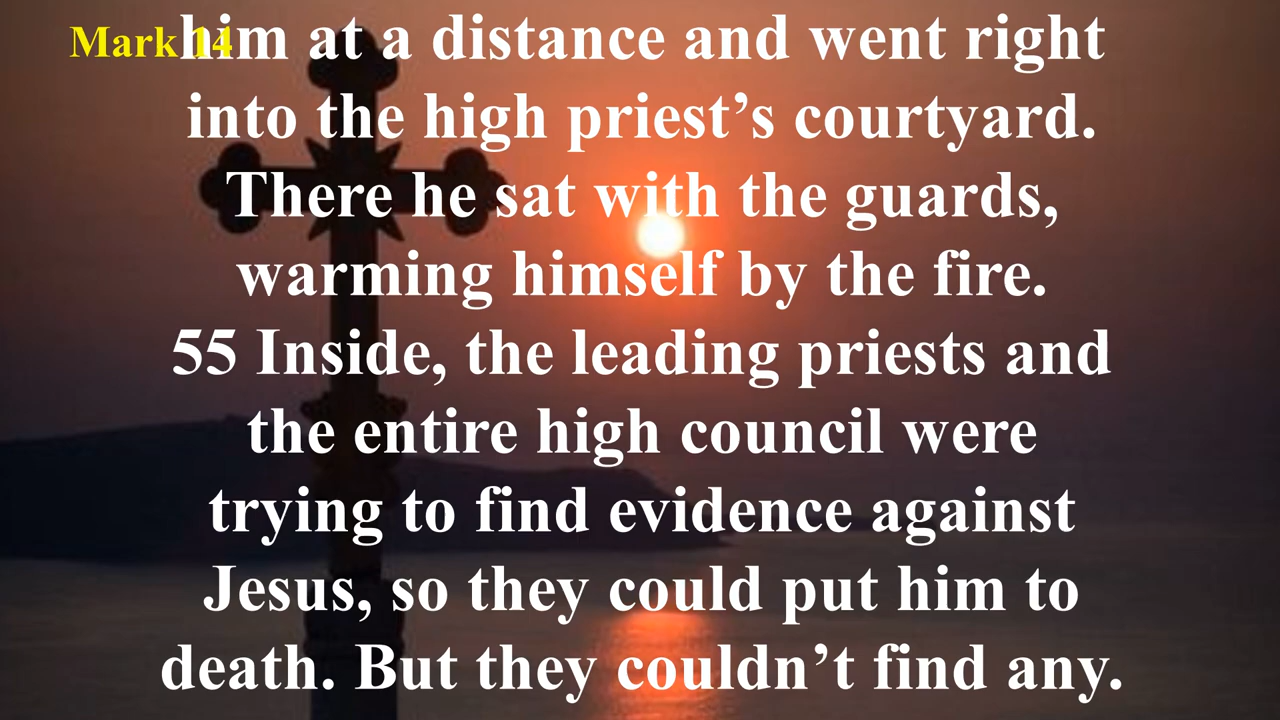 Mark 14
him at a distance and went right
into the high priest’s courtyard.
There he sat with the guards,
warming himself by the fire.
55 Inside, the leading priests and
the entire high council were
trying to find evidence against
Jesus, so they could put him to
death. But they couldn’t find any.